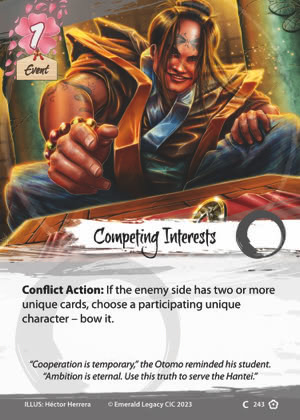 1
Event
Competing Interests
Conflict Action: If the enemy side has two or more
unique cards, choose a participating unique
character – bow it.
“Cooperation is temporary,” the Otomo reminded his student.
“Ambition is eternal. Use this truth to serve the Hantei.”
ILLUS: Héctor Herrera © Emerald Legacy CIC 2023 C 243